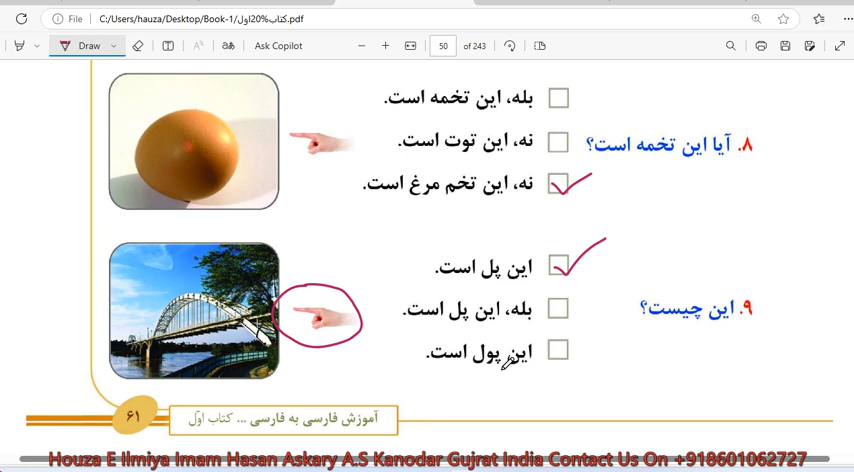 File
C:/Users/hauza/Desktop/Book-1/کتاب%20اول.pdf
Draw
Ask Copilot
50
of 243
۸. آیا این تخمه است؟
بله، این تخمه است.
نه، این توت است.
نه، این تخم مرغ است.
۹. این چیست؟
این پل است.
بله، این پل است.
این پول است.
آموزش فارسی به فارسی ... کتاب اوّل
۶۱
Houza E Ilmiya Imam Hasan Askary A.S Kanodar Gujrat India Contact Us On +918601062727